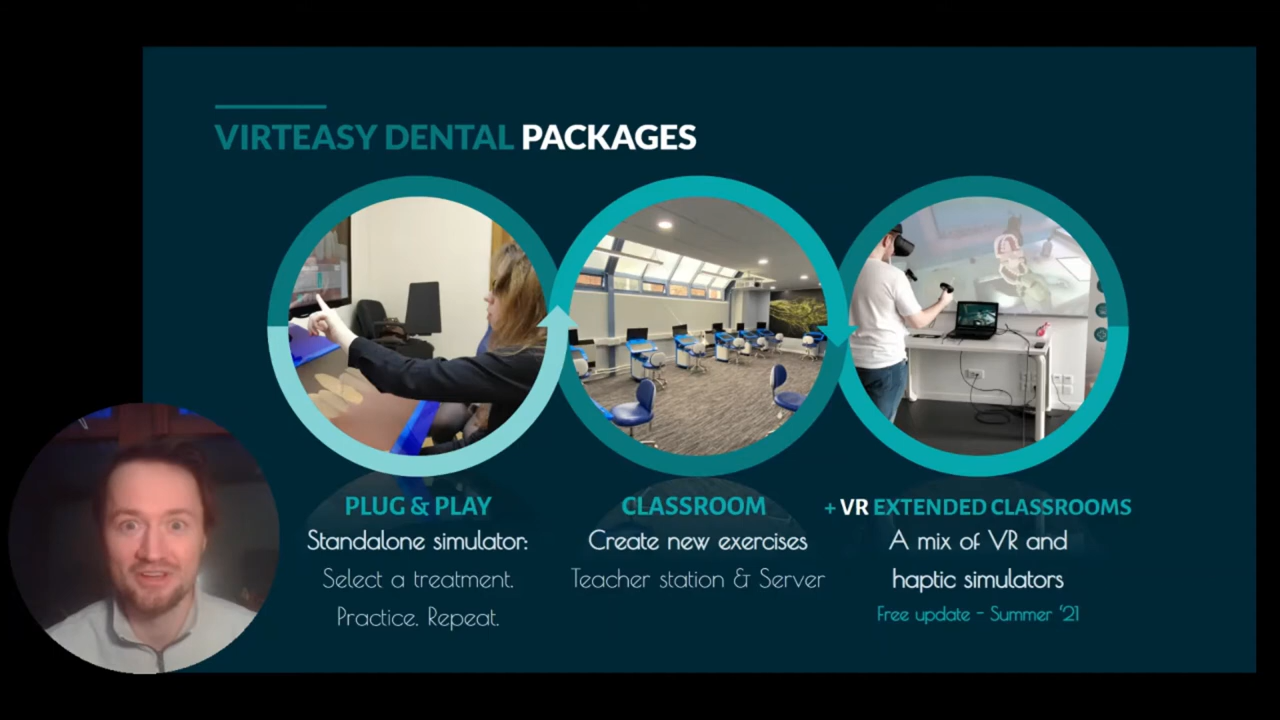 VIRTEASY DENTAL PACKAGES
PLUG & PLAY
Standalone simulator:
Select a treatment.
Practice. Repeat.
CLASSROOM
Create new exercises
Teacher station & Server
+ VR EXTENDED CLASSROOMS
A mix of VR and
haptic simulators
Free update - Summer '21